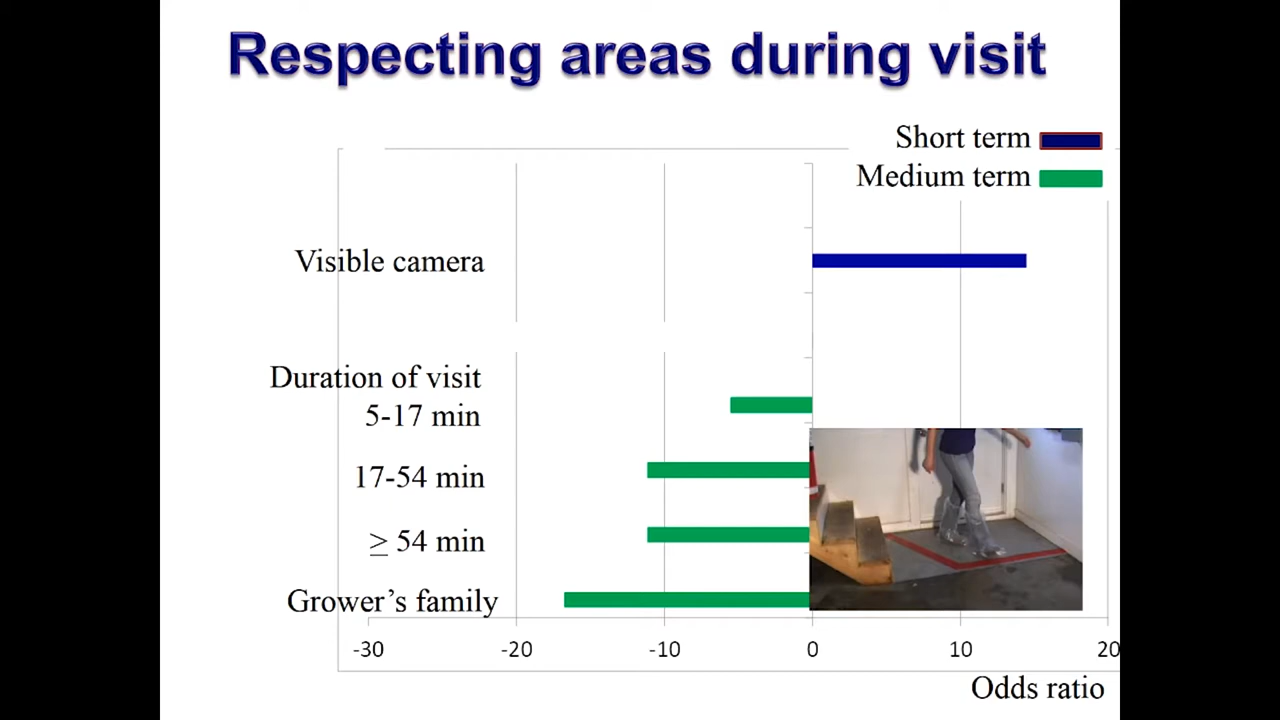 Respecting areas during visit
Short term
Medium term
Visible camera
Duration of visit
5-17 min
17-54 min
≥ 54 min
Grower’s family
-30 -20 -10 0 10 20
Odds ratio